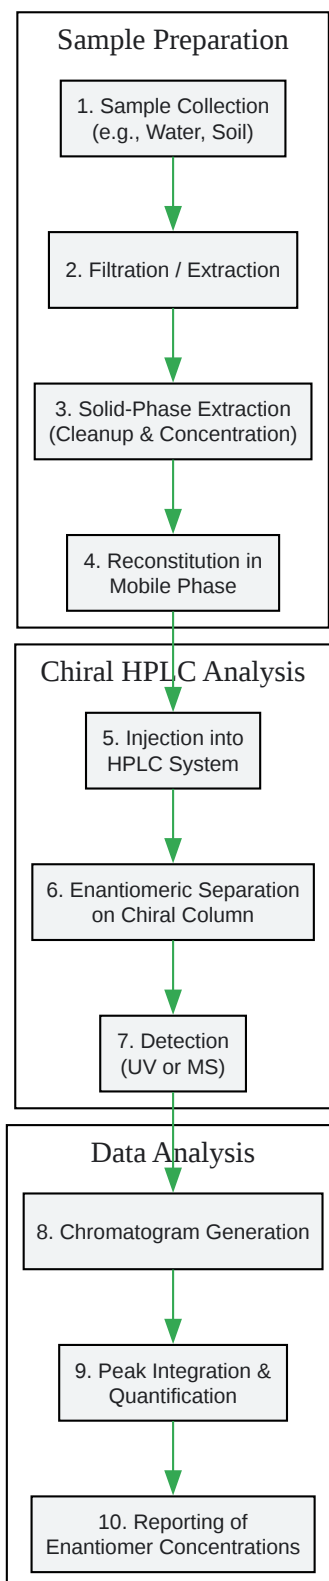 Sample Preparation
1. Sample Collection
(e.g., Water, Soil)
2. Filtration / Extraction
3. Solid-Phase Extraction
(Cleanup & Concentration)
4. Reconstitution in
Mobile Phase
Chiral HPLC Analysis
5. Injection into
HPLC System
6. Enantiomeric Separation
on Chiral Column
7. Detection
(UV or MS)
Data Analysis
8. Chromatogram Generation
9. Peak Integration &
Quantification
10. Reporting of
Enantiomer Concentrations